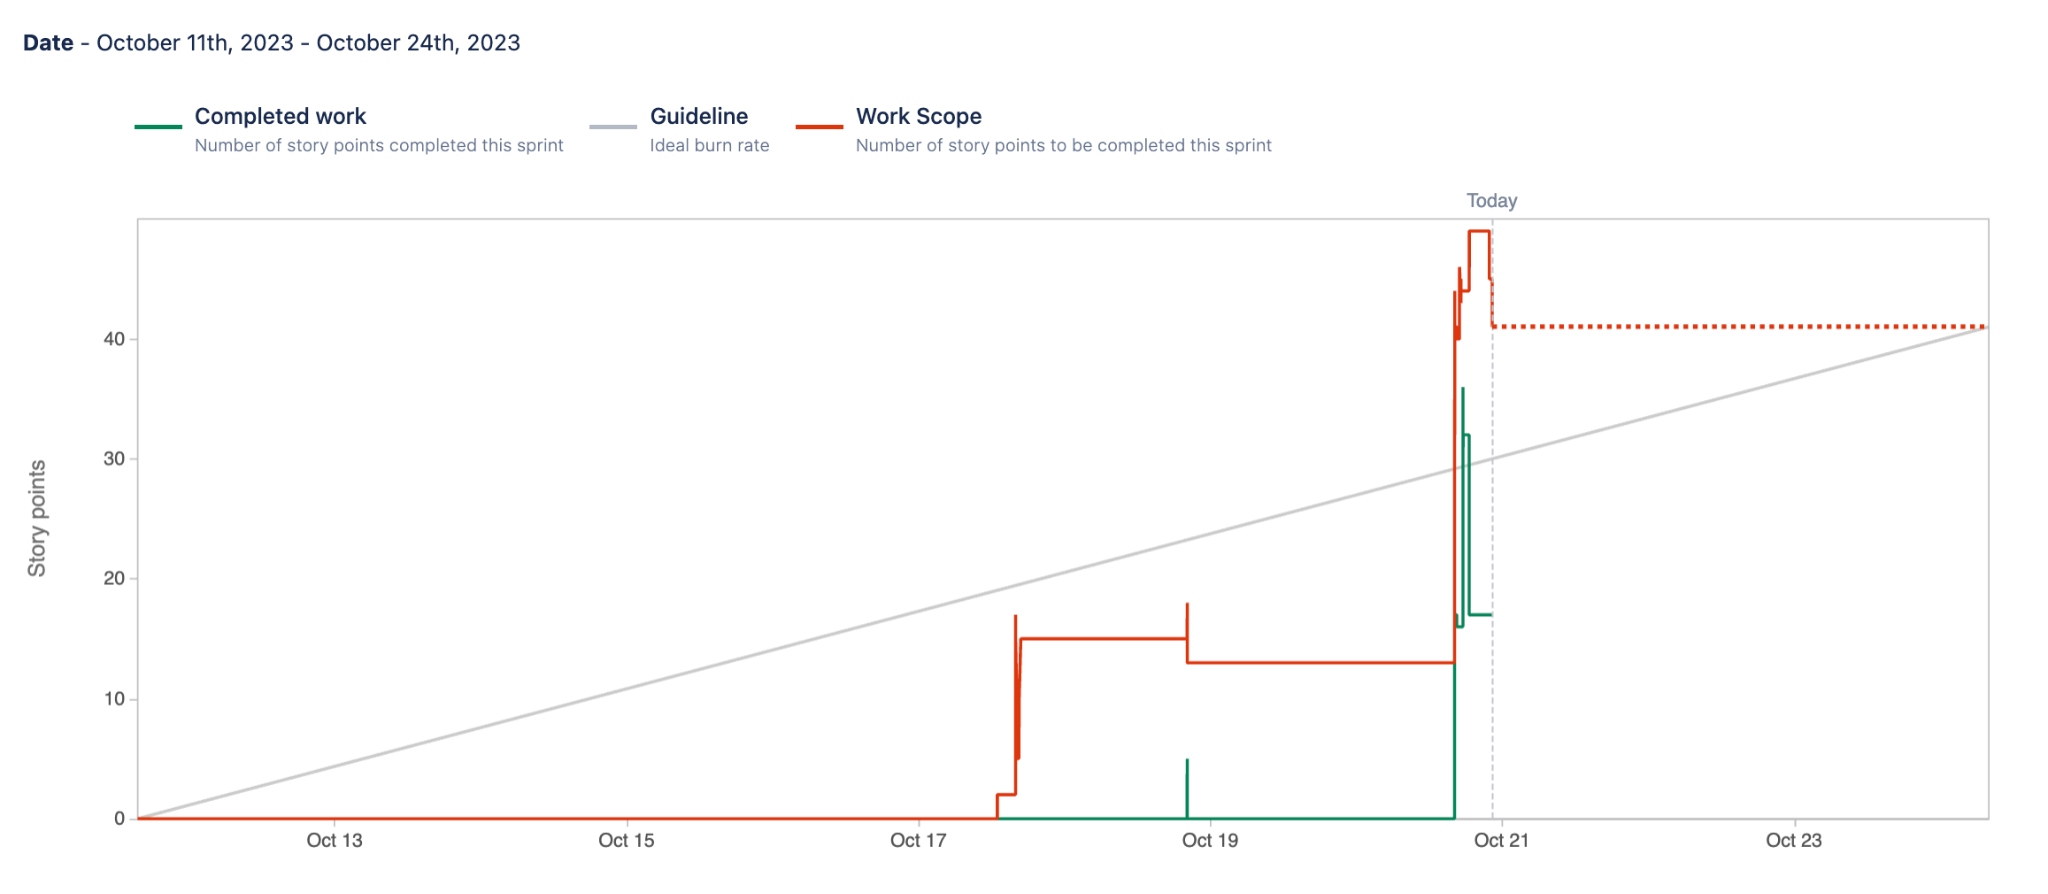 Date - October 11th, 2023 - October 24th, 2023
Completed work
Number of story points completed this sprint
Guideline
Ideal burn rate
Work Scope
Number of story points to be completed this sprint
Today
Story points
40
30
20
10
0
Oct 13
Oct 15
Oct 17
Oct 19
Oct 21
Oct 23